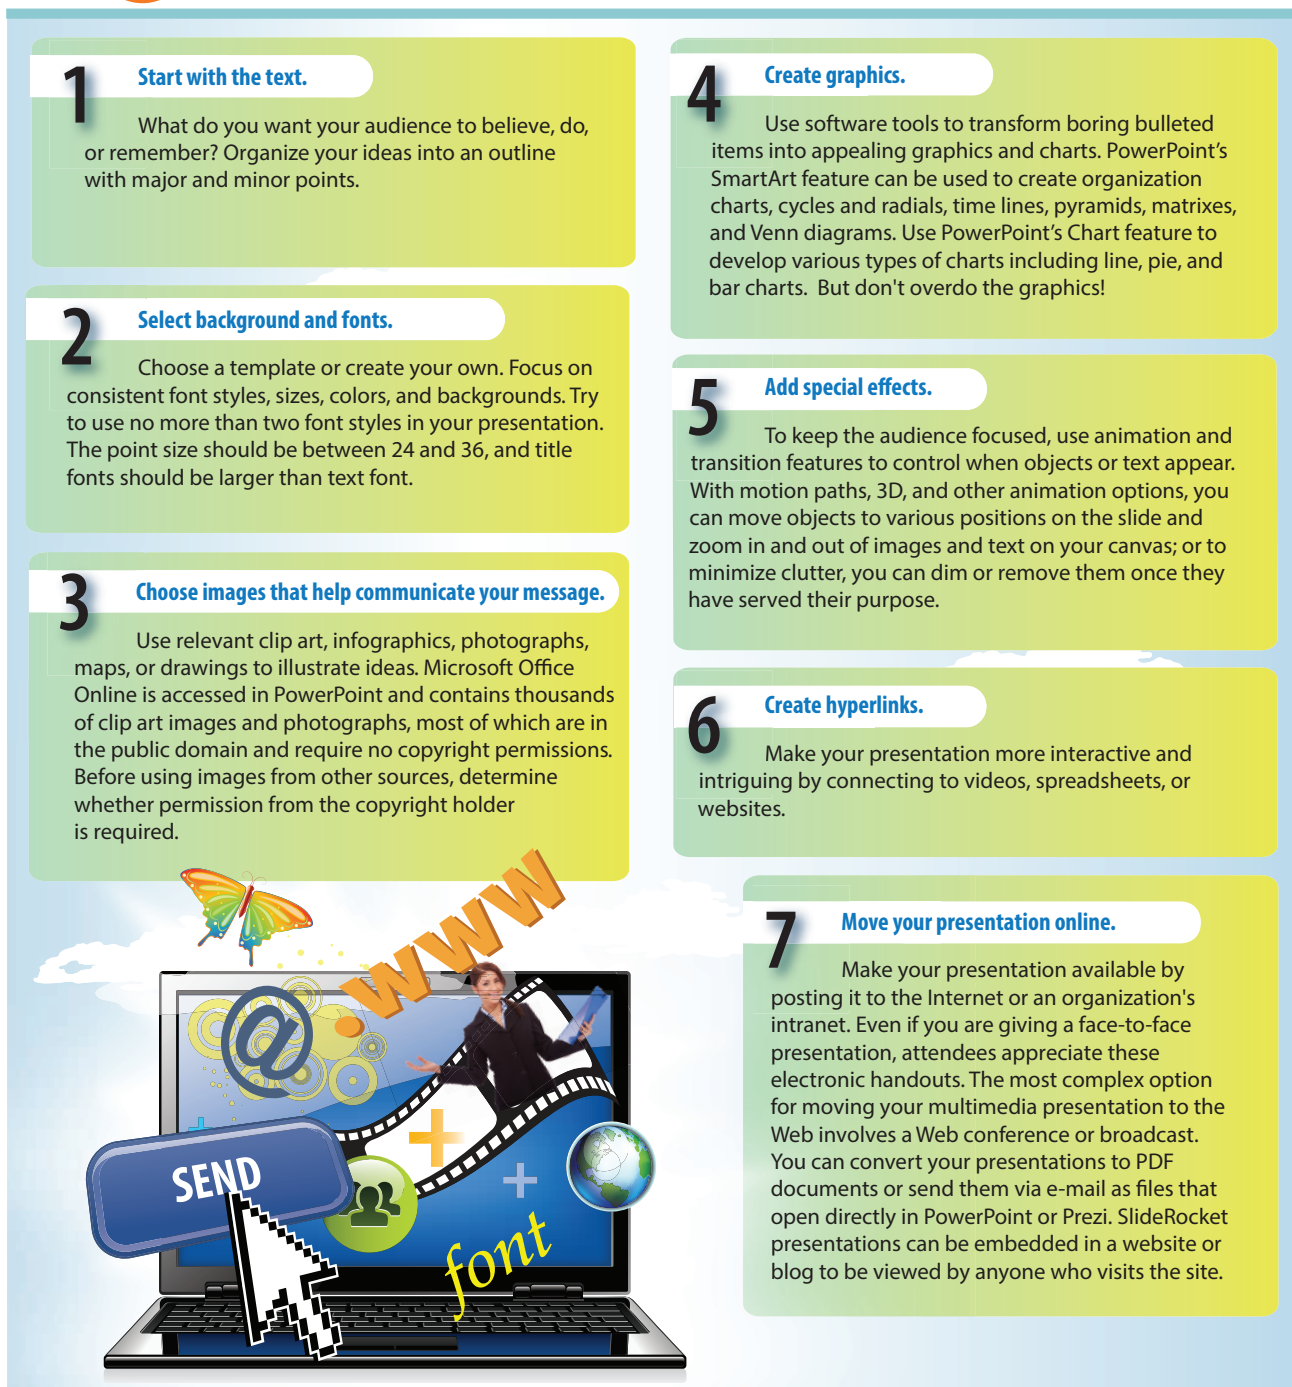 1
Start with the text.
What do you want your audience to believe, do,
or remember? Organize your ideas into an outline
with major and minor points.
2
Select background and fonts.
Choose a template or create your own. Focus on
consistent font styles, sizes, colors, and backgrounds. Try
to use no more than two font styles in your presentation.
The point size should be between 24 and 36, and title
fonts should be larger than text font.
3
Choose images that help communicate your message.
Use relevant clip art, infographics, photographs,
maps, or drawings to illustrate ideas. Microsoft Office
Online is accessed in PowerPoint and contains thousands
of clip art images and photographs, most of which are in
the public domain and require no copyright permissions.
Before using images from other sources, determine
whether permission from the copyright holder
is required.
4
Create graphics.
Use software tools to transform boring bulleted
items into appealing graphics and charts. PowerPoint’s
SmartArt feature can be used to create organization
charts, cycles and radials, time lines, pyramids, matrixes,
and Venn diagrams. Use PowerPoint’s Chart feature to
develop various types of charts including line, pie, and
bar charts.  But don't overdo the graphics!
5
Add special effects.
To keep the audience focused, use animation and
transition features to control when objects or text appear.
With motion paths, 3D, and other animation options, you
can move objects to various positions on the slide and
zoom in and out of images and text on your canvas; or to
minimize clutter, you can dim or remove them once they
have served their purpose.
6
Create hyperlinks.
Make your presentation more interactive and
intriguing by connecting to videos, spreadsheets, or
websites.
7
Move your presentation online.
Make your presentation available by
posting it to the Internet or an organization's
intranet. Even if you are giving a face-to-face
presentation, attendees appreciate these
electronic handouts. The most complex option
for moving your multimedia presentation to the
Web involves a Web conference or broadcast.
You can convert your presentations to PDF
documents or send them via e-mail as files that
open directly in PowerPoint or Prezi. SlideRocket
presentations can be embedded in a website or
blog to be viewed by anyone who visits the site.
.www
@
SEND
font